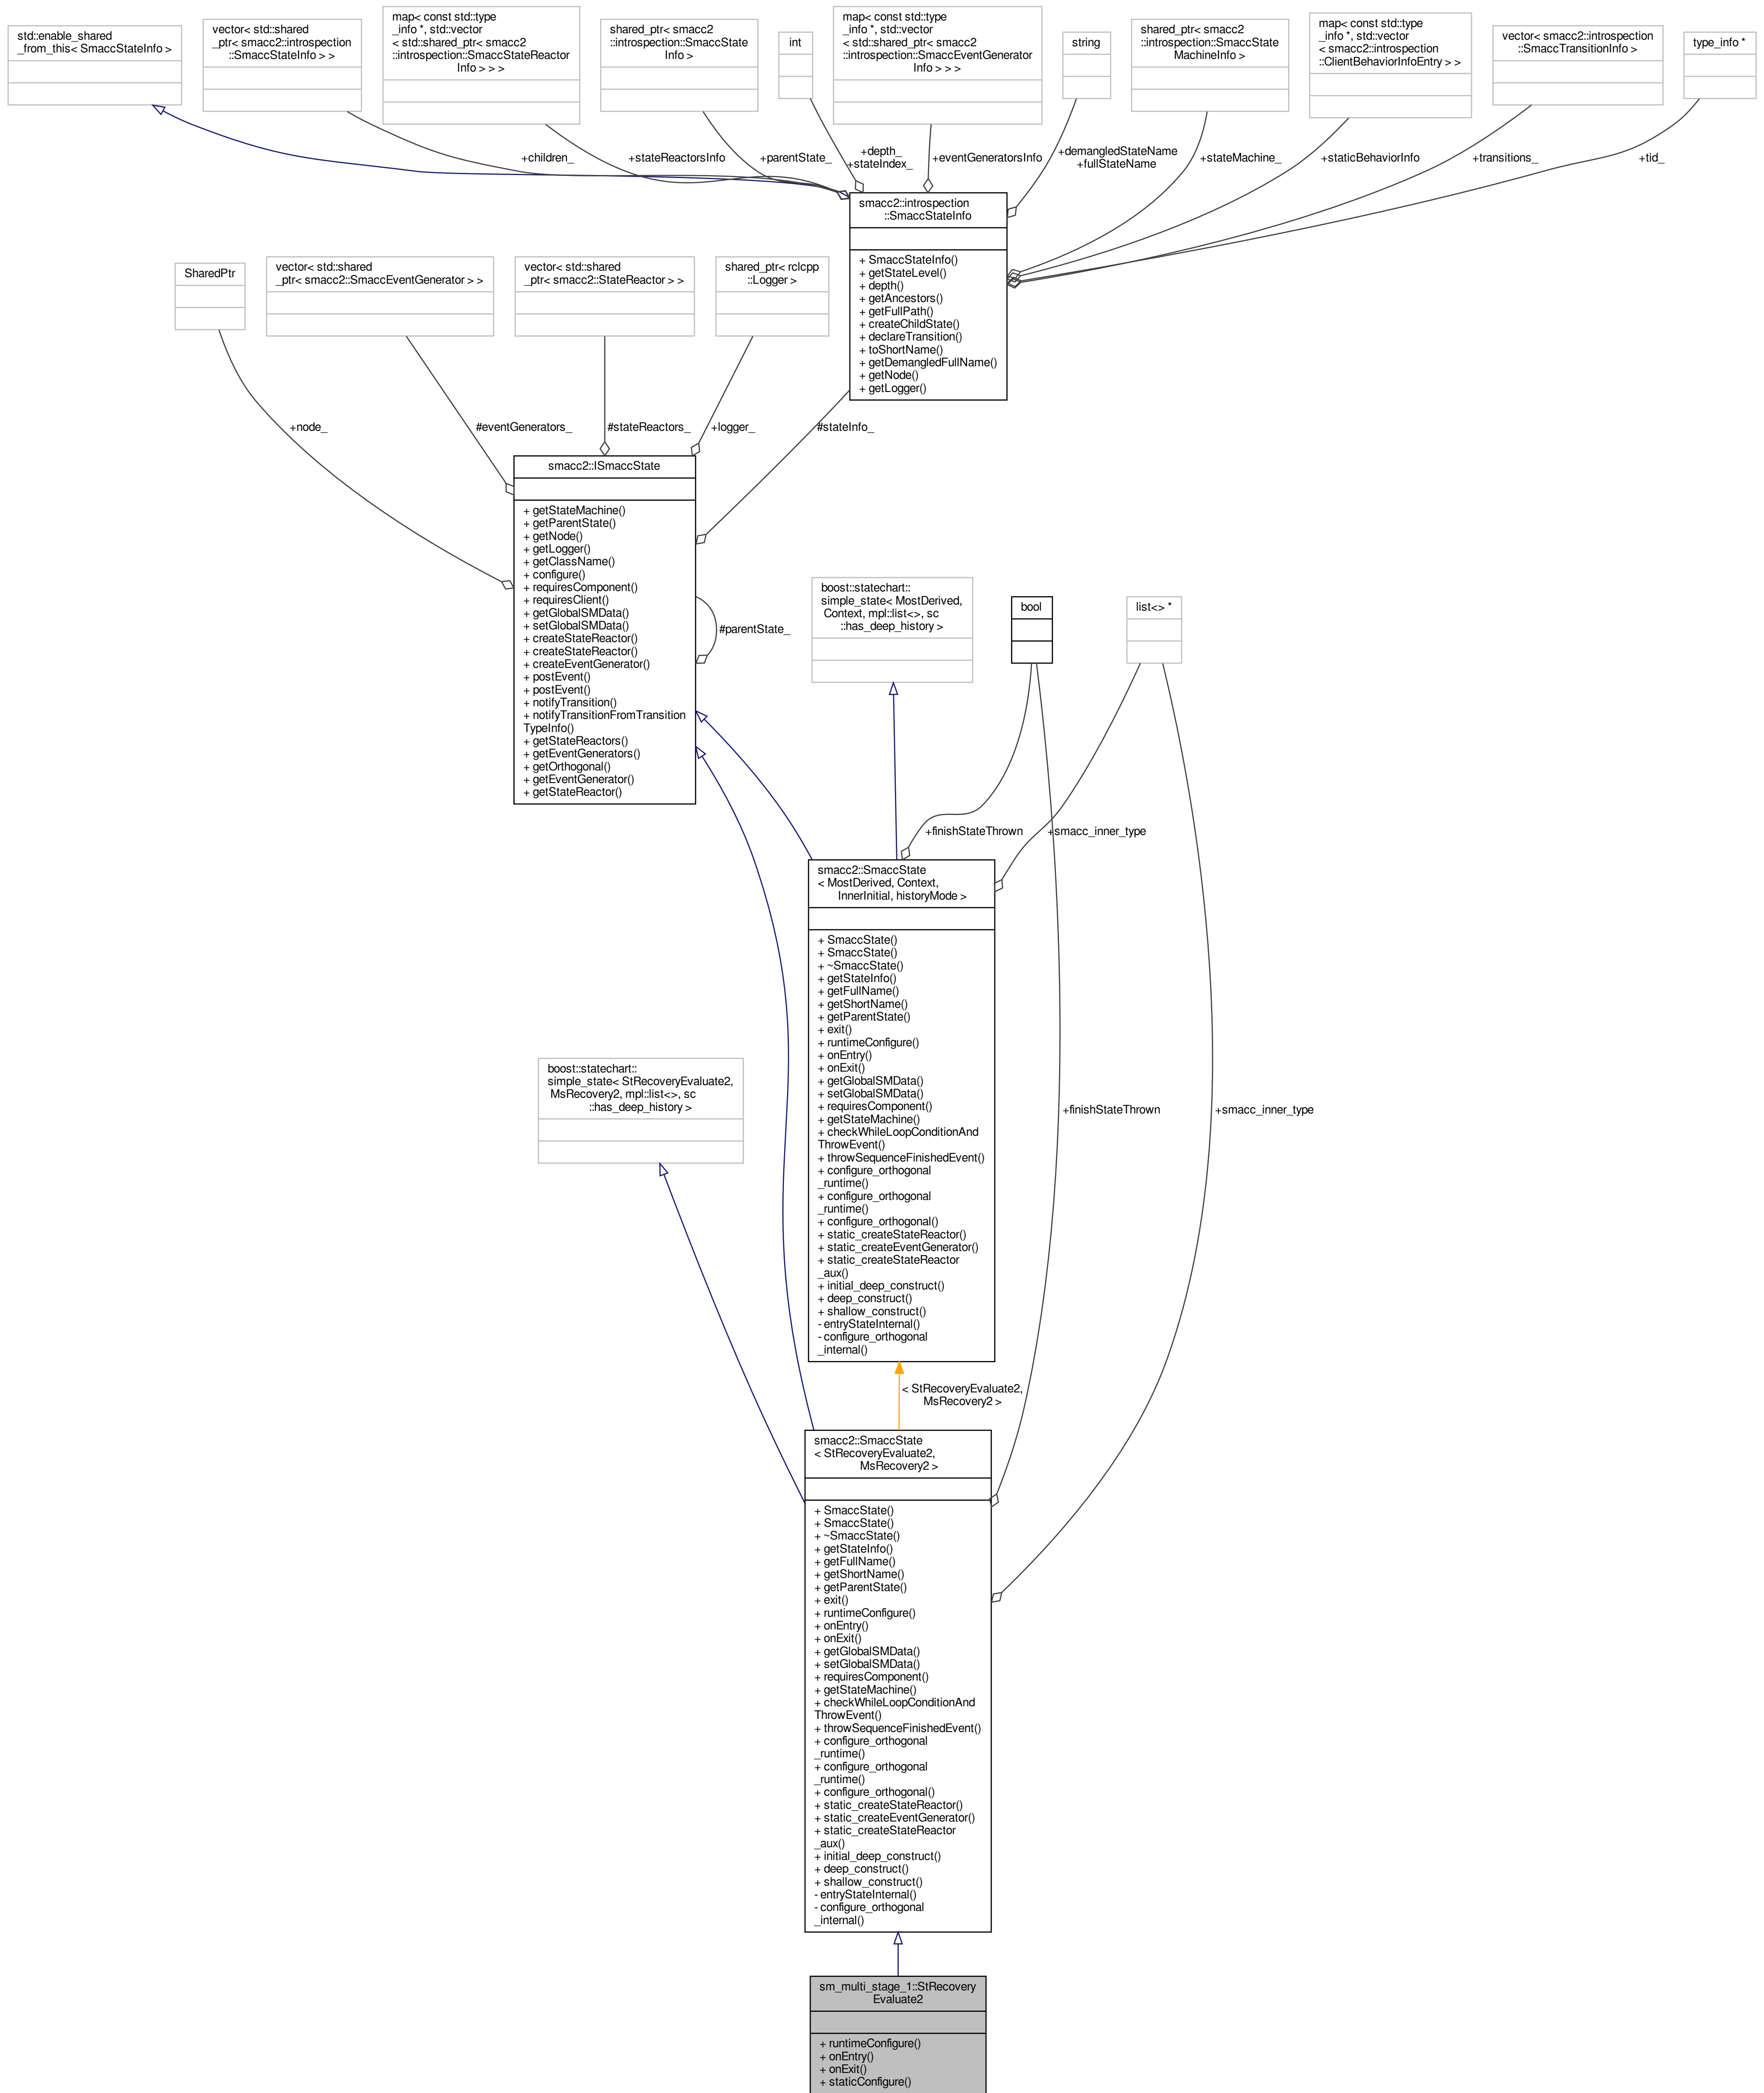 std::enable_shared
_from_this< SmaccStateInfo >
vector< std::shared
_ptr< smacc2::introspection
::SmaccStateInfo > >
map< const std::type
_info *, std::vector
< std::shared_ptr< smacc2
::introspection::SmaccStateReactor
Info > > >
shared_ptr< smacc2
::introspection::SmaccState
Info >
int
map< const std::type
_info *, std::vector
< std::shared_ptr< smacc2
::introspection::SmaccEventGenerator
Info > > >
string
shared_ptr< smacc2
::introspection::SmaccState
MachineInfo >
map< const std::type
_info *, std::vector
< smacc2::introspection
::ClientBehaviorInfoEntry > >
vector< smacc2::introspection
::SmaccTransitionInfo >
type_info *
+children_
+stateReactorsInfo
+parentState_
+depth_
+stateIndex_
+eventGeneratorsInfo
+demangledStateName
+fullStateName
+stateMachine_
+staticBehaviorInfo
+transitions_
+tid_
smacc2::introspection
::SmaccStateInfo
+ SmaccStateInfo()
+ getStateLevel()
+ depth()
+ getAncestors()
+ getFullPath()
+ createChildState()
+ declareTransition()
+ toShortName()
+ getDemangledFullName()
+ getNode()
+ getLogger()
SharedPtr
vector< std::shared
_ptr< smacc2::SmaccEventGenerator > >
vector< std::shared
_ptr< smacc2::StateReactor > >
shared_ptr< rclcpp
::Logger >
+node_
#eventGenerators_
#stateReactors_
+logger_
#stateInfo_
smacc2::ISmaccState
+ getStateMachine()
+ getParentState()
+ getNode()
+ getLogger()
+ getClassName()
+ configure()
+ requiresComponent()
+ requiresClient()
+ getGlobalSMData()
+ setGlobalSMData()
+ createStateReactor()
+ createStateReactor()
+ createEventGenerator()
+ postEvent()
+ postEvent()
+ notifyTransition()
+ notifyTransitionFromTransition
TypeInfo()
+ getStateReactors()
+ getEventGenerators()
+ getOrthogonal()
+ getEventGenerator()
+ getStateReactor()
#parentState_
boost::statechart::
simple_state< MostDerived,
Context, mpl::list<>, sc
::has_deep_history >
bool
list<> *
+finishStateThrown
+smacc_inner_type
smacc2::SmaccState
< MostDerived, Context,
InnerInitial, historyMode >
+ SmaccState()
+ SmaccState()
+ ~SmaccState()
+ getStateInfo()
+ getFullName()
+ getShortName()
+ getParentState()
+ exit()
+ runtimeConfigure()
+ onEntry()
+ onExit()
+ getGlobalSMData()
+ setGlobalSMData()
+ requiresComponent()
+ getStateMachine()
+ checkWhileLoopConditionAnd
ThrowEvent()
+ throwSequenceFinishedEvent()
+ configure_orthogonal
_runtime()
+ configure_orthogonal
_runtime()
+ configure_orthogonal()
+ static_createStateReactor()
+ static_createEventGenerator()
+ static_createStateReactor
_aux()
+ initial_deep_construct()
+ deep_construct()
+ shallow_construct()
- entryStateInternal()
- configure_orthogonal
_internal()
boost::statechart::
simple_state< StRecoveryEvaluate2,
MsRecovery2, mpl::list<>, sc
::has_deep_history >
+finishStateThrown
+smacc_inner_type
< StRecoveryEvaluate2,
MsRecovery2 >
smacc2::SmaccState
< StRecoveryEvaluate2,
MsRecovery2 >
+ SmaccState()
+ SmaccState()
+ ~SmaccState()
+ getStateInfo()
+ getFullName()
+ getShortName()
+ getParentState()
+ exit()
+ runtimeConfigure()
+ onEntry()
+ onExit()
+ getGlobalSMData()
+ setGlobalSMData()
+ requiresComponent()
+ getStateMachine()
+ checkWhileLoopConditionAnd
ThrowEvent()
+ throwSequenceFinishedEvent()
+ configure_orthogonal
_runtime()
+ configure_orthogonal
_runtime()
+ configure_orthogonal()
+ static_createStateReactor()
+ static_createEventGenerator()
+ static_createStateReactor
_aux()
+ initial_deep_construct()
+ deep_construct()
+ shallow_construct()
- entryStateInternal()
- configure_orthogonal
_internal()
sm_multi_stage_1::StRecovery
Evaluate2
+ runtimeConfigure()
+ onEntry()
+ onExit()
+ staticConfigure()